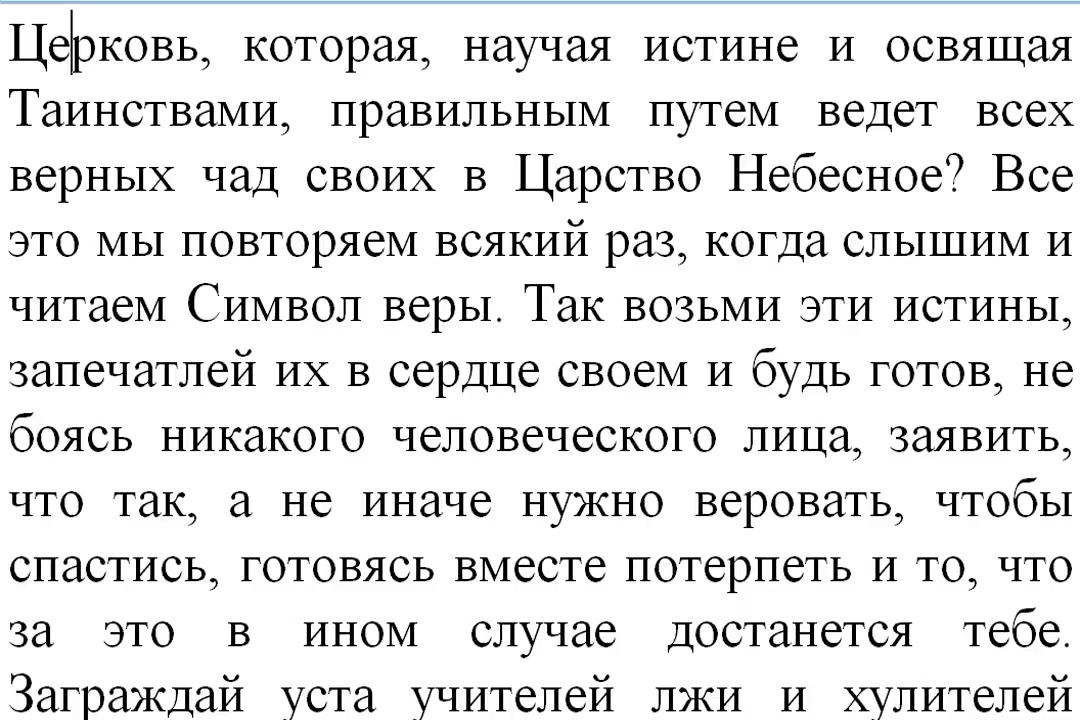 Церковь, которая, научая истине и освящая
Таинствами, правильным путем ведет всех
верных чад своих в Царство Небесное? Все
это мы повторяем всякий раз, когда слышим и
читаем Символ веры. Так возьми эти истины,
запечатлей их в сердце своем и будь готов, не
боясь никакого человеческого лица, заявить,
что так, а не иначе нужно веровать, чтобы
спастись, готовясь вместе потерпеть и то, что
за это в ином случае достанется тебе.
Заграждай уста учителей лжи и хулителей